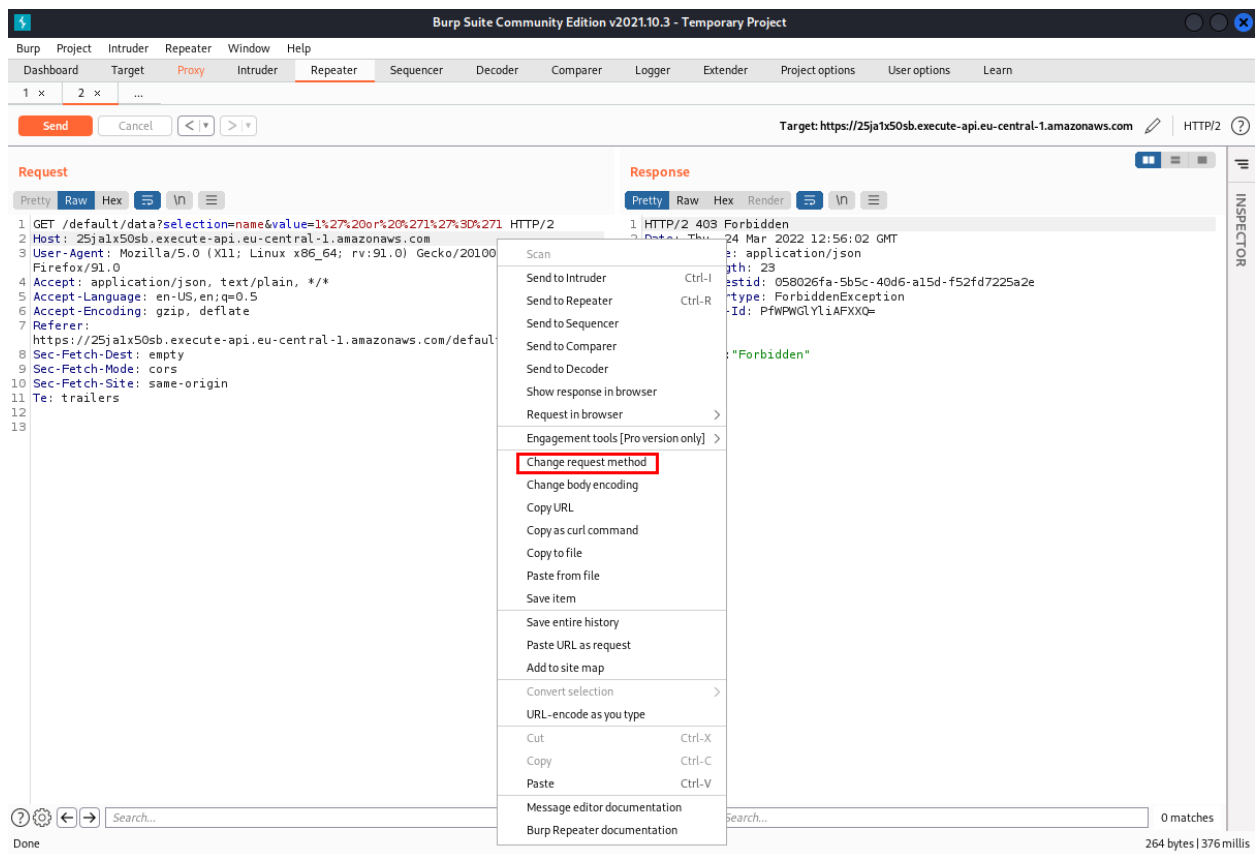 Burp Suite Community Edition v2021.10.3 - Temporary Project
Burp Project Intruder Repeater Window Help
Dashboard Target Proxy Intruder Repeater Sequencer Decoder Comparer Logger Extender Project options User options Learn
1 × 2 × ...
Send Cancel < > Target: https://25ja1x50sb.execute-api.eu-central-1.amazonaws.com HTTP/2 ?
Request
Pretty Raw Hex \n
1 GET /default/data?selection=name&value=1%27%20or%20%271%27%3D%271 HTTP/2
2 Host: 25ja1x50sb.execute-api.eu-central-1.amazonaws.com
3 User-Agent: Mozilla/5.0 (X11; Linux x86_64; rv:91.0) Gecko/20100
Firefox/91.0
4 Accept: application/json, text/plain, */*
5 Accept-Language: en-US,en;q=0.5
6 Accept-Encoding: gzip, deflate
7 Referer:
https://25ja1x50sb.execute-api.eu-central-1.amazonaws.com/defaul
8 Sec-Fetch-Dest: empty
9 Sec-Fetch-Mode: cors
10 Sec-Fetch-Site: same-origin
11 Te: trailers
12
13
Scan
Send to Intruder Ctrl-I
Send to Repeater Ctrl-R
Send to Sequencer
Send to Comparer
Send to Decoder
Show response in browser
Request in browser >
Engagement tools [Pro version only] >
Change request method
Change body encoding
Copy URL
Copy as curl command
Copy to file
Paste from file
Save item
Save entire history
Paste URL as request
Add to site map
Convert selection >
URL-encode as you type
Cut Ctrl-X
Copy Ctrl-C
Paste Ctrl-V
Message editor documentation
Burp Repeater documentation
Response
Pretty Raw Hex Render \n
1 HTTP/2 403 Forbidden
2 Date: Thu, 24 Mar 2022 12:56:02 GMT
e: application/json
gth: 23
estid: 058026fa-5b5c-40d6-a15d-f52fd7225a2e
rtype: ForbiddenException
-Id: PfWPWGlYliAFXXQ=
:"Forbidden"
INSPECTOR
? Search...
Search... 0 matches
Done 264 bytes | 376 millis